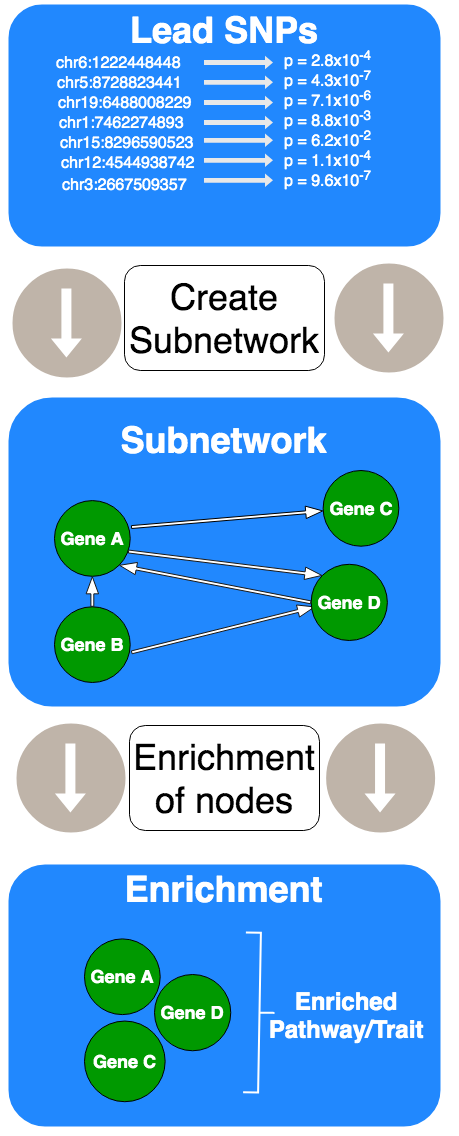 Lead SNPs
chr6:1222448448 p = 2.8x10⁻⁴
chr5:8728823441 p = 4.3x10⁻⁷
chr19:6488008229 p = 7.1x10⁻⁶
chr1:7462274893 p = 8.8x10⁻³
chr15:8296590523 p = 6.2x10⁻²
chr12:4544938742 p = 1.1x10⁻⁴
chr3:2667509357 p = 9.6x10⁻⁷
Create
Subnetwork
Subnetwork
Gene C
Gene A
Gene D
Gene B
Enrichment
of nodes
Enrichment
Gene A
Gene D
Gene C
Enriched
Pathway/Trait